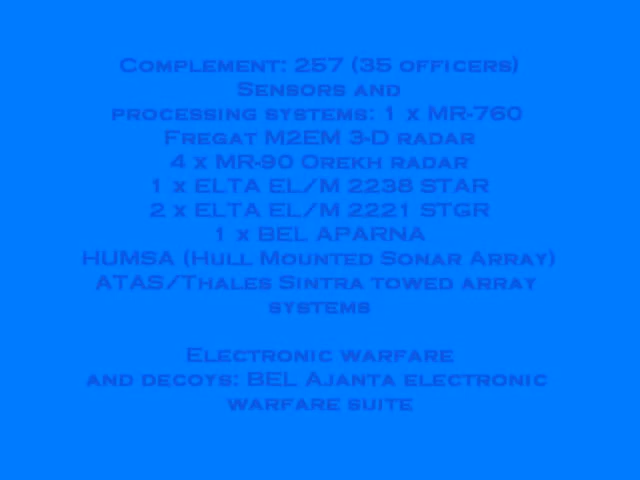 Complement: 257 (35 officers)
Sensors and
processing systems: 1 x MR-760
Fregat M2EM 3-D radar
4 x MR-90 Orekh radar
1 x ELTA EL/M 2238 STAR
2 x ELTA EL/M 2221 STGR
1 x BEL APARNA
HUMSA (Hull Mounted Sonar Array)
ATAS/Thales Sintra towed array
systems
Electronic warfare
and decoys: BEL Ajanta electronic
warfare suite